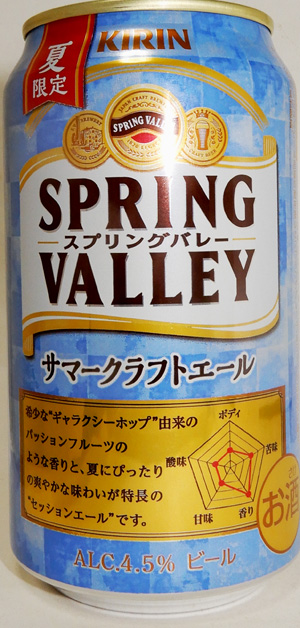 夏
限定
KIRIN
SPRING VALLEY
SPRING
スプリングバレー
VALLEY
サマークラフトエール
希少な"ギャラクシーホップ"由来の
パッションフルーツの
ような香りと、夏にぴったり
の爽やかな味わいが特長の
"セッションエール"です。
ボディ
酸味
苦味
甘味
香り
お酒
ALC.4.5% ビール